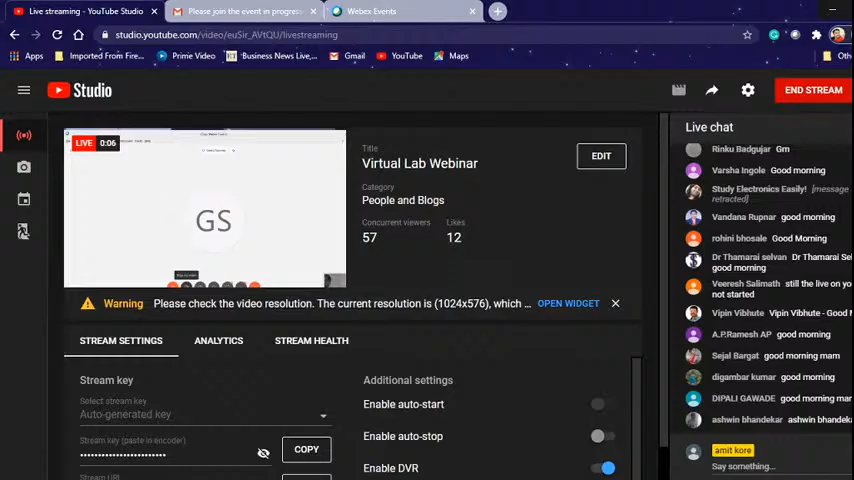 Live streaming - YouTube Studio
Please join the event in progress
Webex Events
studio.youtube.com/video/euSir_AVtQU/livestreaming
Apps
Imported From Fire...
Prime Video
ET
'Business News Live,...
Gmail
YouTube
Maps
Oth
Studio
END STREAM
LIVE 0:06
GS
Title
Virtual Lab Webinar
EDIT
Category
People and Blogs
Concurrent viewers
Likes
57
12
Warning Please check the video resolution. The current resolution is (1024x576), which ... OPEN WIDGET
STREAM SETTINGS
ANALYTICS
STREAM HEALTH
Stream key
Select stream key
Auto-generated key
Stream key (paste in encoder)
COPY
Stream URL
Additional settings
Enable auto-start
Enable auto-stop
Enable DVR
Live chat
Rinku Badgujar Gm
Varsha Ingole Good morning
Study Electronics Easily! [message
retracted]
Vandana Rupnar good morning
rohini bhosale Good Morning
Dr Thamarai selvan
good morning
Veeresh Salimath still the live on yo
not started
Vipin Vibhute Vipin Vibhute - Good
morning
A.P.Ramesh AP good morning
Sejal Bargat good morning mam
digambar kumar good morning
DIPALI GAWADE good morning mar
ashwin bhandekar ashwin bhandeka
amit kore
Say something...